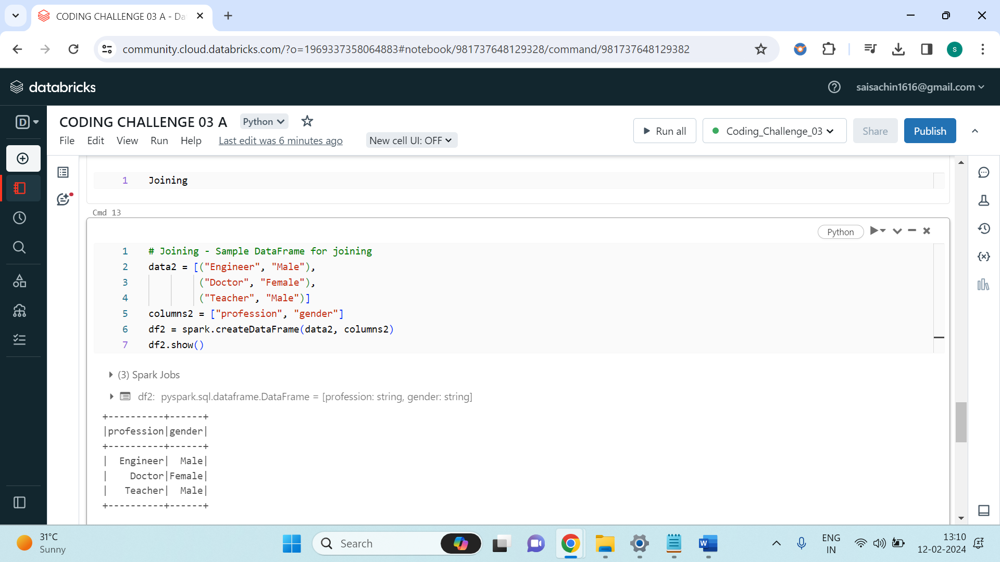 CODING CHALLENGE 03 A - Da
community.cloud.databricks.com/?o=1969337358064883#notebook/981737648129328/command/981737648129382
s
databricks
saisachin1616@gmail.com
D
CODING CHALLENGE 03 A
Python
File Edit View Run Help Last edit was 6 minutes ago
New cell UI: OFF
Run all
Coding_Challenge_03
Share
Publish
1 Joining
Cmd 13
Python
1 # Joining - Sample DataFrame for joining
2 data2 = [("Engineer", "Male"),
3 ("Doctor", "Female"),
4 ("Teacher", "Male")]
5 columns2 = ["profession", "gender"]
6 df2 = spark.createDataFrame(data2, columns2)
7 df2.show()
(3) Spark Jobs
df2: pyspark.sql.dataframe.DataFrame = [profession: string, gender: string]
+----------+------+
|profession|gender|
+----------+------+
|  Engineer|  Male|
|    Doctor|Female|
|   Teacher|  Male|
+----------+------+
31°C
Sunny
Search
W
ENG
IN
13:10
12-02-2024